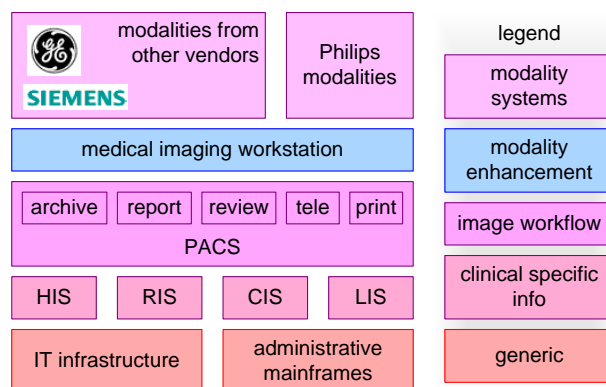 modalities from
other vendors
GE
SIEMENS
Philips
modalities
medical imaging workstation
archive
report
review
tele
print
PACS
HIS
RIS
CIS
LIS
IT infrastructure
administrative
mainframes
legend
modality
systems
modality
enhancement
image workflow
clinical specific
info
generic